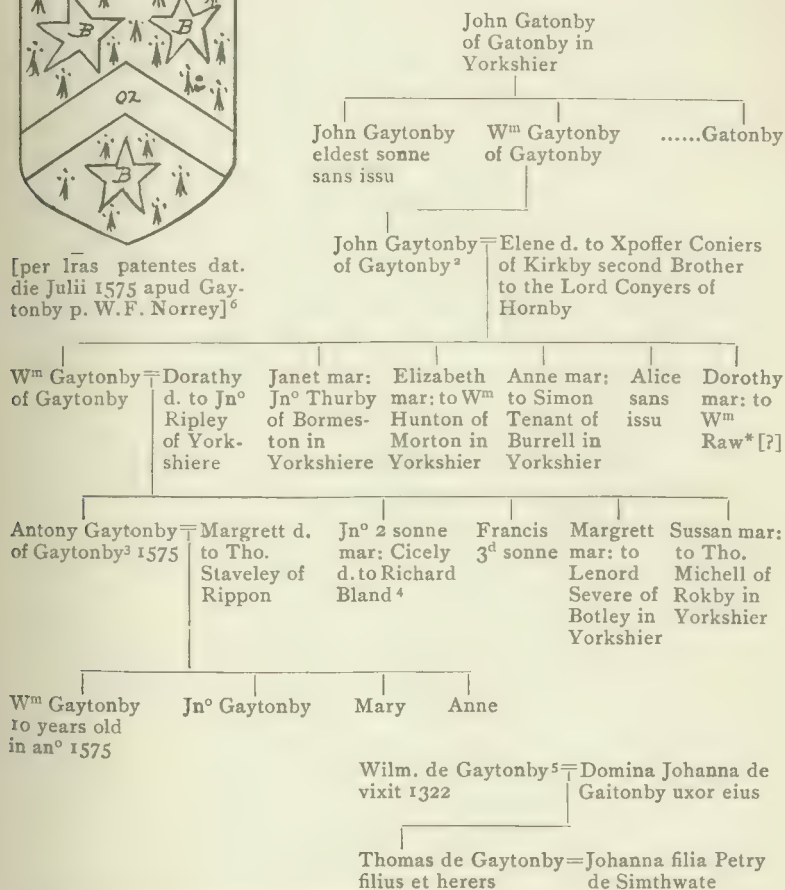 B
B
OZ
B
[per lr̄as patentes dat.
die Julii 1575 apud Gay-
tonby p. W.F. Norrey]⁶
John Gatonby
of Gatonby in
Yorkshier
John Gaytonby
eldest sonne
sans issu
Wᵐ Gaytonby
of Gaytonby
......Gatonby
John Gaytonby
of Gaytonby²
Elene d. to Xpoffer Coniers
of Kirkby second Brother
to the Lord Conyers of
Hornby
Wᵐ Gaytonby
of Gaytonby
Dorathy
d. to Jnᵒ
Ripley
of York-
shiere
Janet mar:
Jnᵒ Thurby
of Bormes-
ton in
Yorkshiere
Elizabeth
mar: to Wᵐ
Hunton of
Morton in
Yorkshier
Anne mar:
to Simon
Tenant of
Burrell in
Yorkshier
Alice
sans
issu
Dorothy
mar: to
Wᵐ
Raw* [?]
Antony Gaytonby
of Gaytonby³ 1575
Margrett d.
to Tho.
Staveley of
Rippon
Jnᵒ 2 sonne
mar: Cicely
d. to Richard
Bland⁴
Francis
3ᵈ sonne
Margrett
mar: to
Lenord
Severe of
Botley in
Yorkshier
Sussan mar:
to Tho.
Michell of
Rokby in
Yorkshier
Wᵐ Gaytonby
10 years old
in anᵒ 1575
Jnᵒ Gaytonby
Mary
Anne
Wilm. de Gaytonby⁵
vixit 1322
Domina Johanna de
Gaitonby uxor eius
Thomas de Gaytonby
filius et herers
Johanna filia Petry
de Simthwate